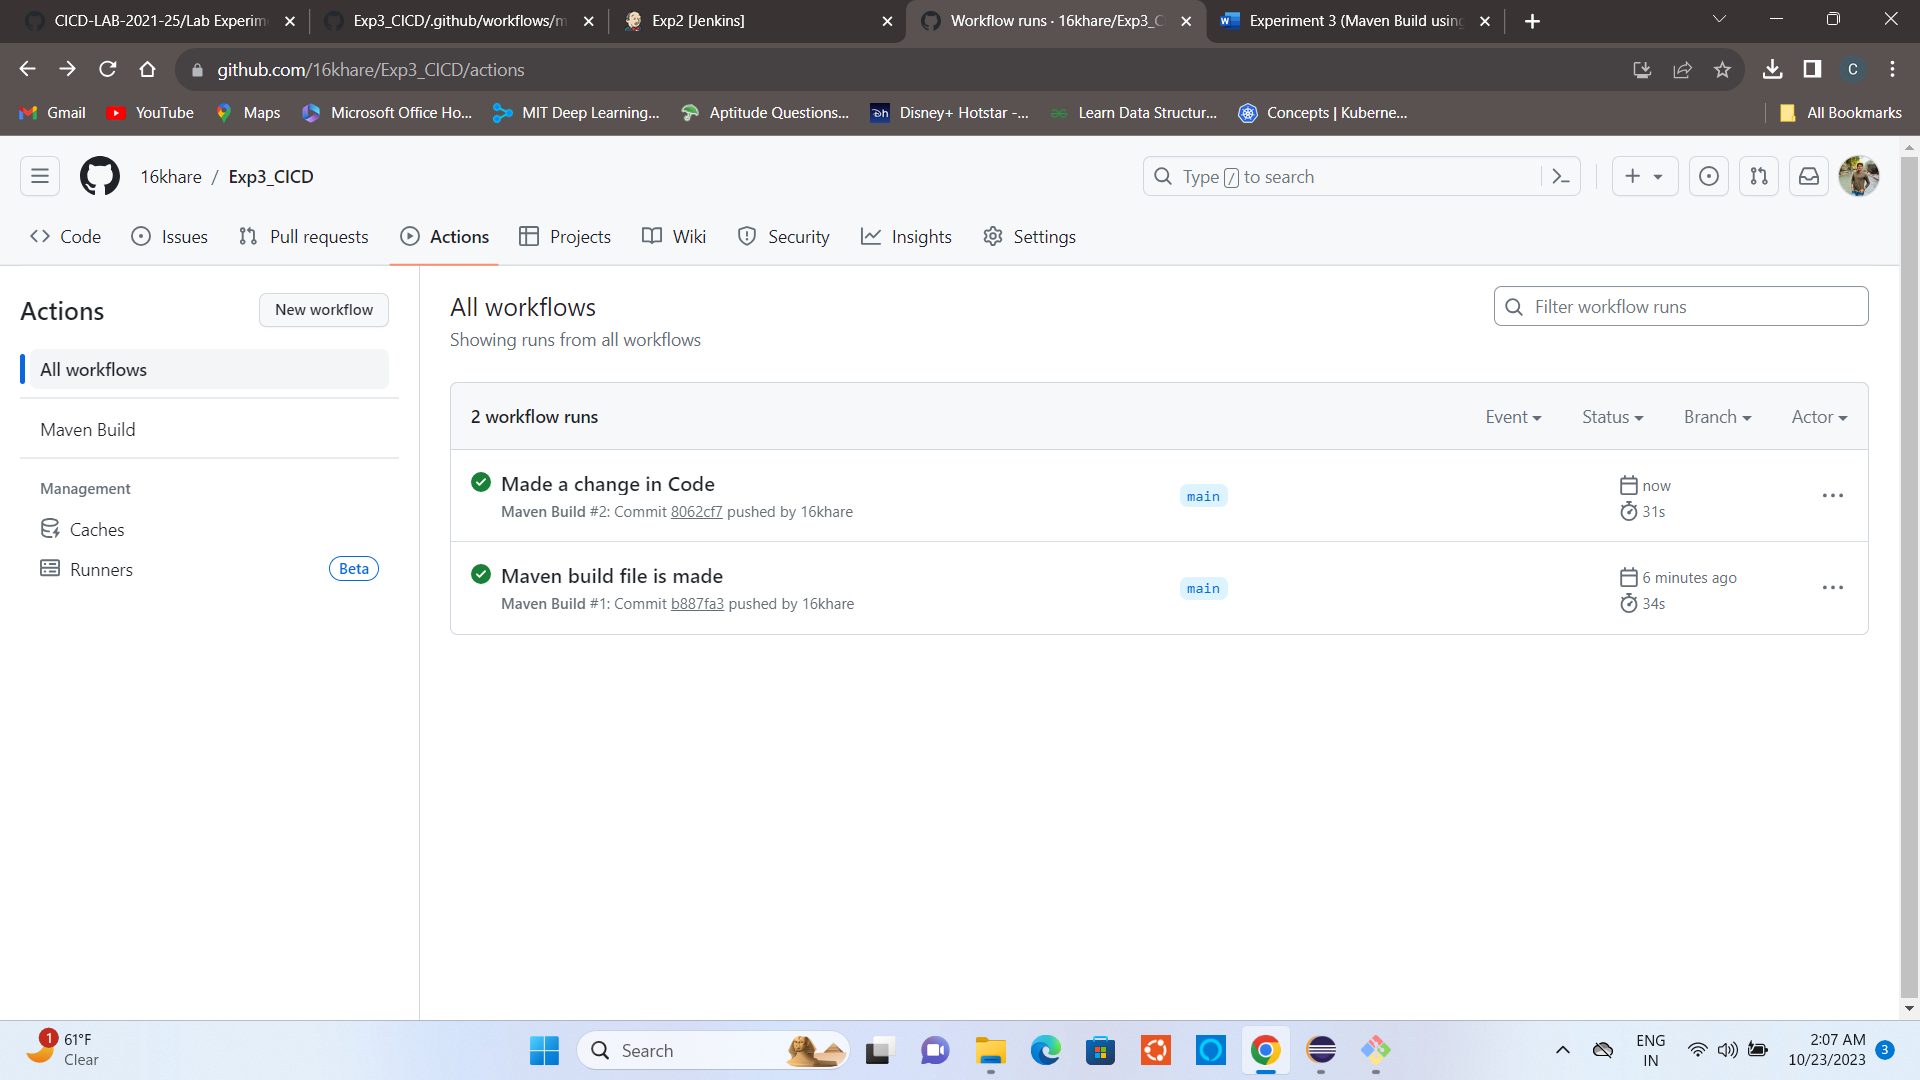 CICD-LAB-2021-25/Lab Experim
Exp3_CICD/.github/workflows/m
Exp2 [Jenkins]
Workflow runs · 16khare/Exp3_C
Experiment 3 (Maven Build using
github.com/16khare/Exp3_CICD/actions
C
Gmail
YouTube
Maps
Microsoft Office Ho...
MIT Deep Learning...
Aptitude Questions...
Disney+ Hotstar -...
Learn Data Structur...
Concepts | Kuberne...
All Bookmarks
16khare / Exp3_CICD
Type / to search
Code
Issues
Pull requests
Actions
Projects
Wiki
Security
Insights
Settings
Actions
New workflow
All workflows
Maven Build
Management
Caches
Runners
Beta
All workflows
Showing runs from all workflows
Filter workflow runs
2 workflow runs
Event
Status
Branch
Actor
Made a change in Code
Maven Build #2: Commit 8062cf7 pushed by 16khare
main
now
31s
Maven build file is made
Maven Build #1: Commit b887fa3 pushed by 16khare
main
6 minutes ago
34s
1
61°F
Clear
Search
ENG
IN
2:07 AM
10/23/2023
3